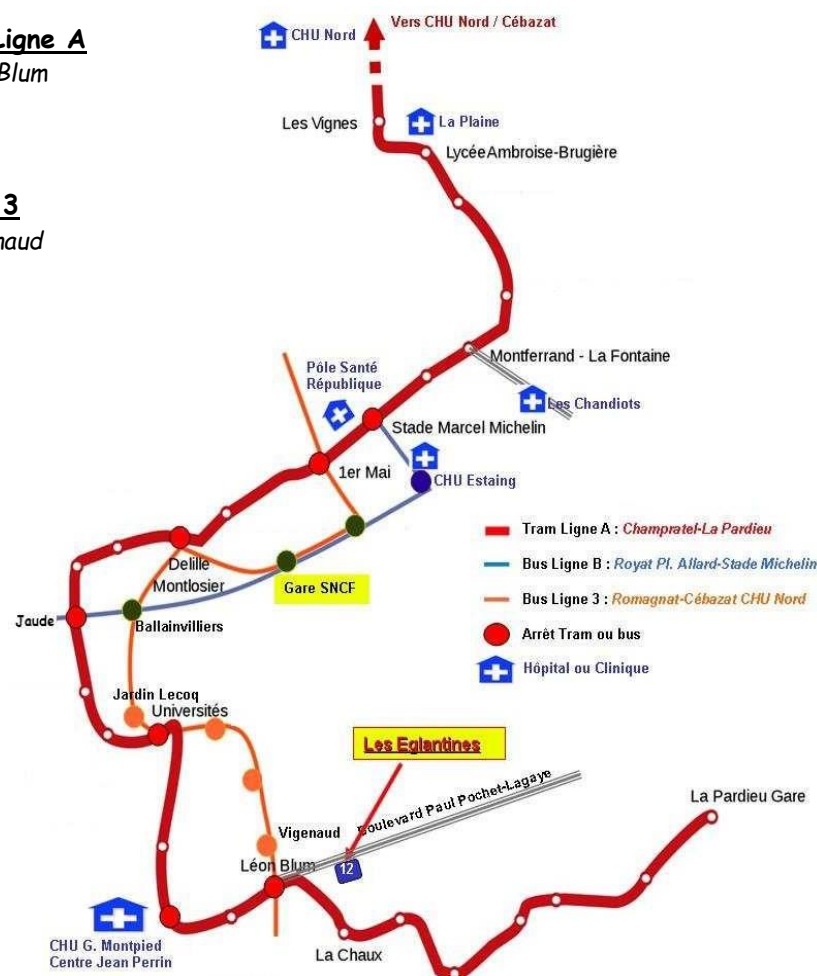 Ligne A
Blum
3
naud
CHU Nord
Vers CHU Nord / Cébazat
Les Vignes
La Plaine
LycéeAmbroise-Brugière
Montferrand - La Fontaine
Pôle Santé
République
Les Chandiots
Stade Marcel Michelin
1er Mai
CHU Estaing
Tram Ligne A : Champratel-La Pardieu
Bus Ligne B : Royat Pl. Allard-Stade Michelin
Bus Ligne 3 : Romagnat-Cébazat CHU Nord
Arrêt Tram ou bus
Hôpital ou Clinique
Delille
Montlosier
Gare SNCF
Jaude
Ballainvilliers
Jardin Lecoq
Universités
Les Eglantines
Boulevard Paul Pochet-Lagaye
La Pardieu Gare
Vigenaud
Léon Blum
12
CHU G. Montpied
Centre Jean Perrin
La Chaux